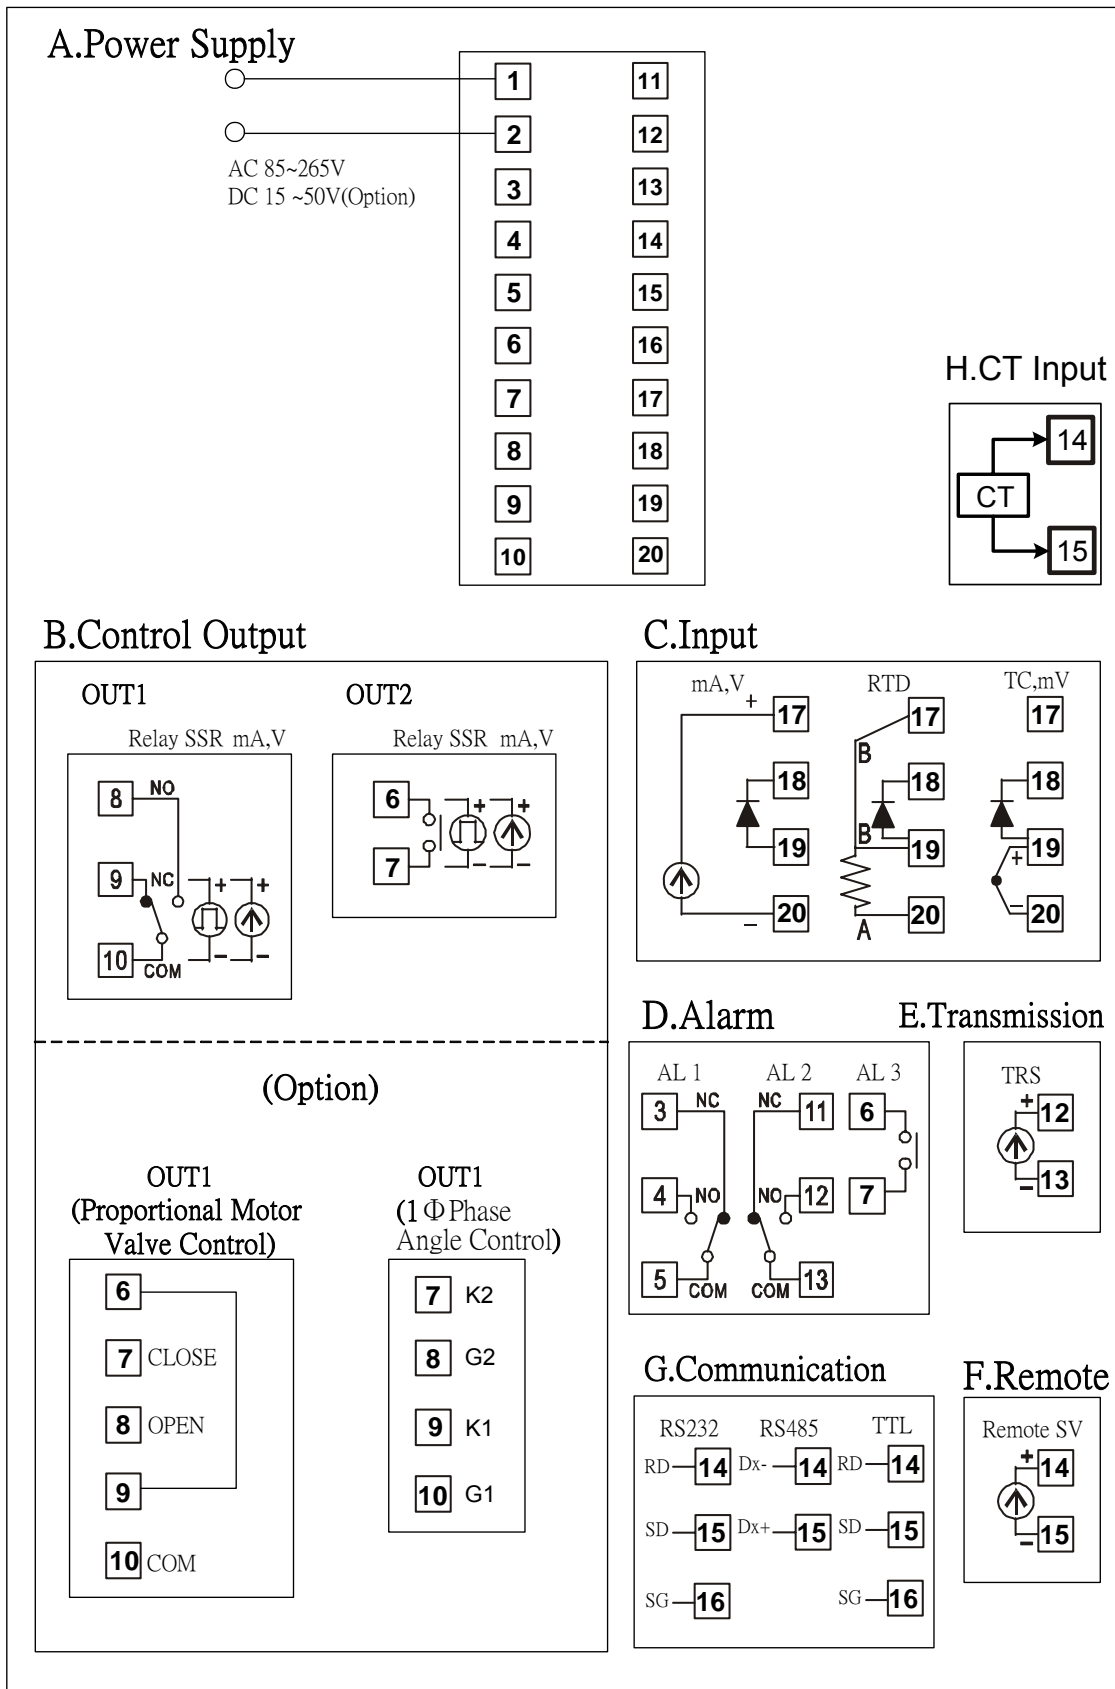 A.Power Supply
1 11
2 12
AC 85~265V
DC 15 ~50V(Option)
3 13
4 14
5 15
6 16
7 17
8 18
9 19
10 20
H.CT Input
14
CT
15
B.Control Output
OUT1 OUT2
Relay SSR mA,V Relay SSR mA,V
8 NO
9 NC + +
10 COM − −
6 + +
7 − −
C.Input
mA,V RTD TC,mV
+ 17 17 17
B
18 18 18
B
19 19 + 19
− 20 A 20 − 20
D.Alarm
AL 1 AL 2 AL 3
3 NC NC 11 6
4 NO NO 12 7
5 COM COM 13
E.Transmission
TRS
+ 12
− 13
(Option)
OUT1
(Proportional Motor
Valve Control)
6
7 CLOSE
8 OPEN
9
10 COM
OUT1
(1 Φ Phase
Angle Control)
7 K2
8 G2
9 K1
10 G1
G.Communication
RS232 RS485 TTL
RD 14 Dx- 14 RD 14
SD 15 Dx+ 15 SD 15
SG 16 SG 16
F.Remote
Remote SV
+ 14
− 15